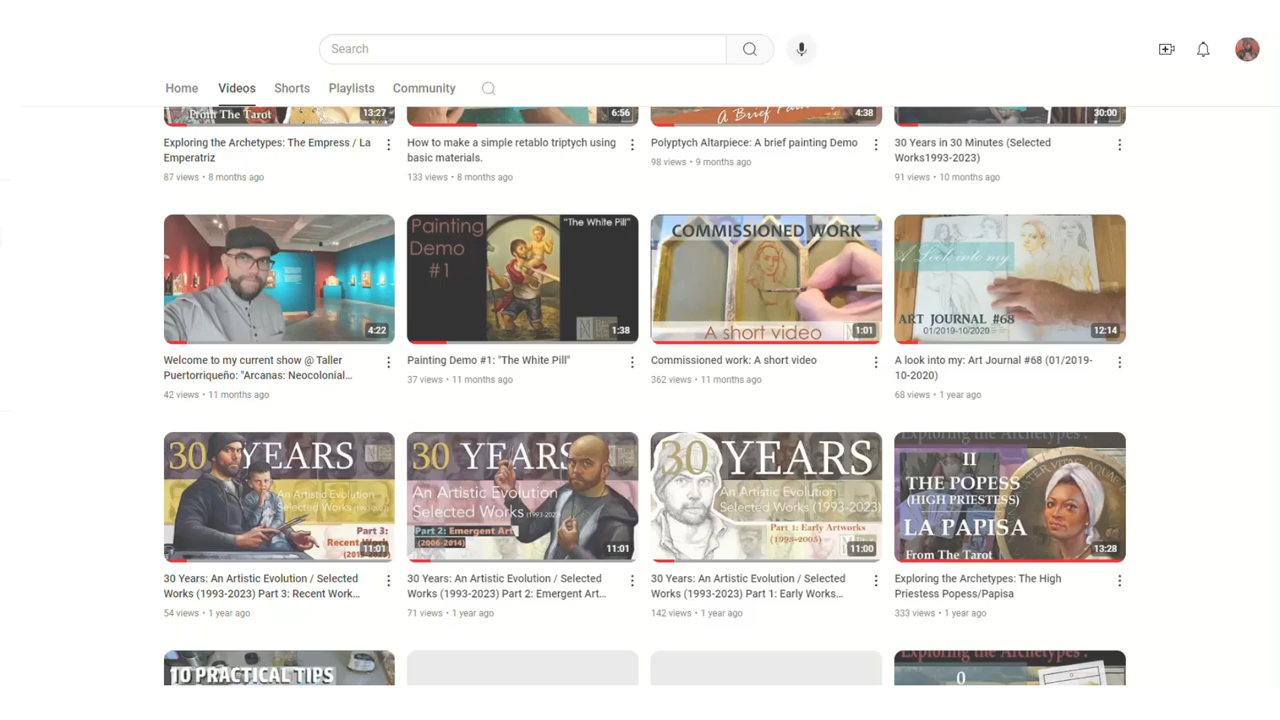 Search
Home Videos Shorts Playlists Community
From The Tarot
13:27
6:56
A Brief
4:38
30:00
Exploring the Archetypes: The Empress / La
Emperatriz
87 views • 8 months ago
How to make a simple retablo triptych using
basic materials.
133 views • 8 months ago
Polyptych Altarpiece: A brief painting Demo
98 views • 9 months ago
30 Years in 30 Minutes (Selected
Works1993-2023)
91 views • 10 months ago
4:22
Painting
Demo
#1
"The White Pill"
1:38
COMMISSIONED WORK
A short video
1:01
A Look into my
ART JOURNAL #68
01/2019-10/2020
12:14
Welcome to my current show @ Taller
Puertorriqueño: "Arcanas: Neocolonial...
42 views • 11 months ago
Painting Demo #1: "The White Pill"
37 views • 11 months ago
Commissioned work: A short video
362 views • 11 months ago
A look into my: Art Journal #68 (01/2019-
10-2020)
68 views • 1 year ago
30 YEARS
An Artistic Evolution
Selected Works
Part 3:
Recent
11:01
30 YEARS
An Artistic Evolution
Selected Works (1993-2023)
Part 2: Emergent Art
(2006-2014)
11:01
30 YEARS
An Artistic Evolution
Selected Works (1993-2023)
Part 1: Early Artworks
(1993-2005)
11:00
Exploring the Archetypes:
II
THE POPESS
(HIGH PRIESTESS)
LA PAPISA
From The Tarot
13:28
30 Years: An Artistic Evolution / Selected
Works (1993-2023) Part 3: Recent Work...
54 views • 1 year ago
30 Years: An Artistic Evolution / Selected
Works (1993-2023) Part 2: Emergent Art...
71 views • 1 year ago
30 Years: An Artistic Evolution / Selected
Works (1993-2023) Part 1: Early Works...
142 views • 1 year ago
Exploring the Archetypes: The High
Priestess Popess/Papisa
333 views • 1 year ago
10 PRACTICAL TIPS
Exploring the Archetypes:
0